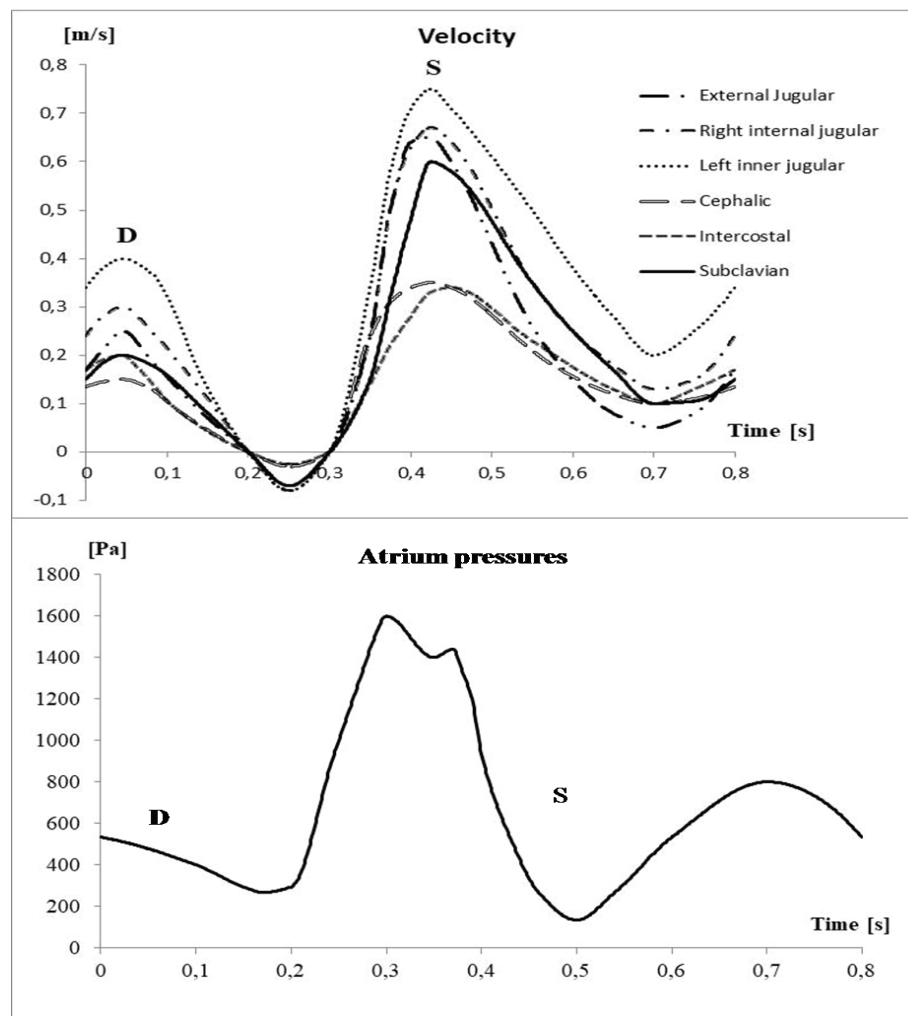 [m/s]
Velocity
0,8
S
0,7
External Jugular
0,6
Right internal jugular
Left inner jugular
0,5
D
Cephalic
0,4
Intercostal
0,3
Subclavian
0,2
0,1
Time [s]
0
0 0,1 0,2 0,3 0,4 0,5 0,6 0,7 0,8
-0,1
[Pa]
Atrium pressures
1800
1600
1400
1200
1000
800
D
S
600
400
200
Time [s]
0
0 0,1 0,2 0,3 0,4 0,5 0,6 0,7 0,8